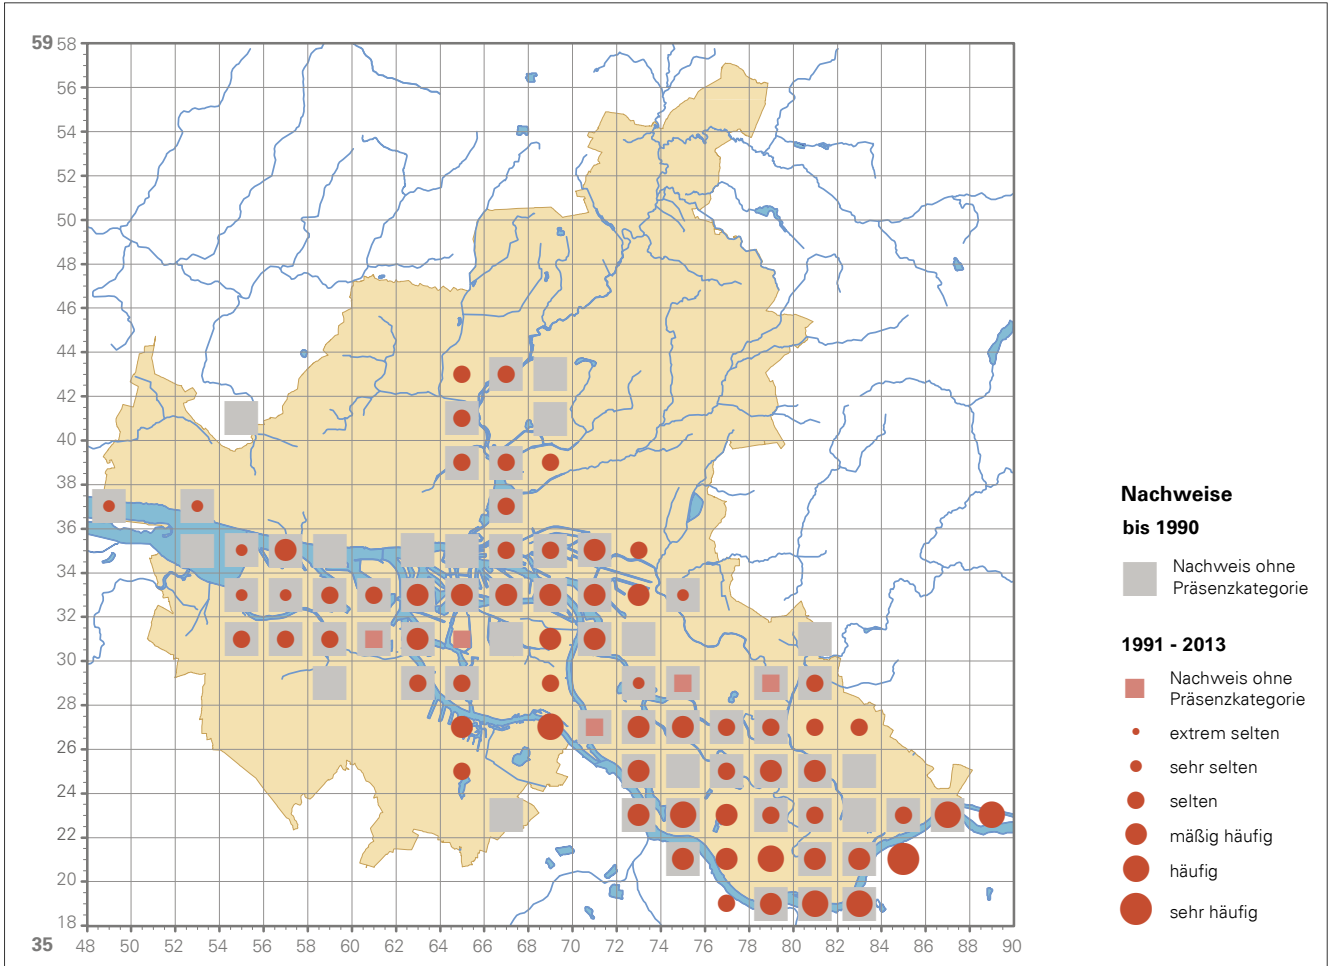 59 58
56
54
52
50
48
46
44
42
40
38
36
34
32
30
28
26
24
22
20
18
35
48 50 52 54 56 58 60 62 64 66 68 70 72 74 76 78 80 82 84 86 88 90
Nachweise
bis 1990
Nachweis ohne
Präsenzkategorie
1991 - 2013
Nachweis ohne
Präsenzkategorie
extrem selten
sehr selten
selten
mäßig häufig
häufig
sehr häufig